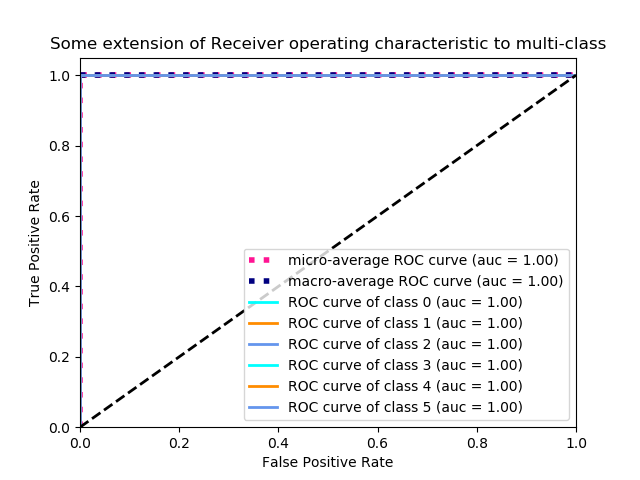 Some extension of Receiver operating characteristic to multi-class
1.0
0.8
0.6
0.4
0.2
0.0
True Positive Rate
micro-average ROC curve (auc = 1.00)
macro-average ROC curve (auc = 1.00)
ROC curve of class 0 (auc = 1.00)
ROC curve of class 1 (auc = 1.00)
ROC curve of class 2 (auc = 1.00)
ROC curve of class 3 (auc = 1.00)
ROC curve of class 4 (auc = 1.00)
ROC curve of class 5 (auc = 1.00)
0.0 0.2 0.4 0.6 0.8 1.0
False Positive Rate